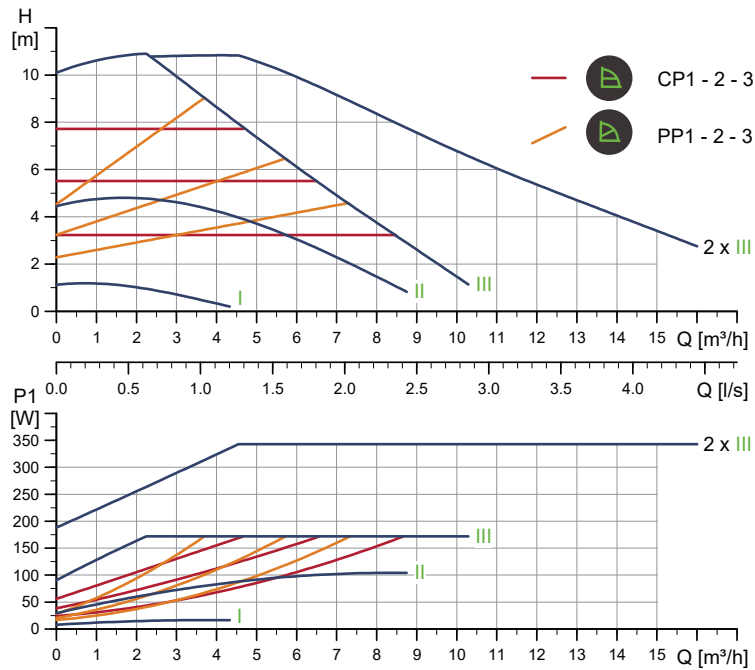 H
[m]
10
8
6
4
2
0
CP1 - 2 - 3
PP1 - 2 - 3
2 x III
I
II
III
0 1 2 3 4 5 6 7 8 9 10 11 12 13 14 15 Q [m³/h]
0.0 0.5 1.0 1.5 2.0 2.5 3.0 3.5 4.0 Q [l/s]
P1
[W]
350
300
250
200
150
100
50
0
2 x III
III
II
I
0 1 2 3 4 5 6 7 8 9 10 11 12 13 14 15 Q [m³/h]